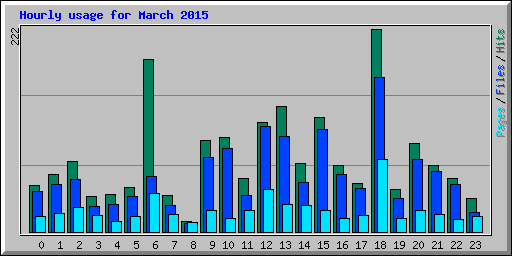 Hourly usage for March 2015
222
Pages / Files / Hits
0 1 2 3 4 5 6 7 8 9 10 11 12 13 14 15 16 17 18 19 20 21 22 23